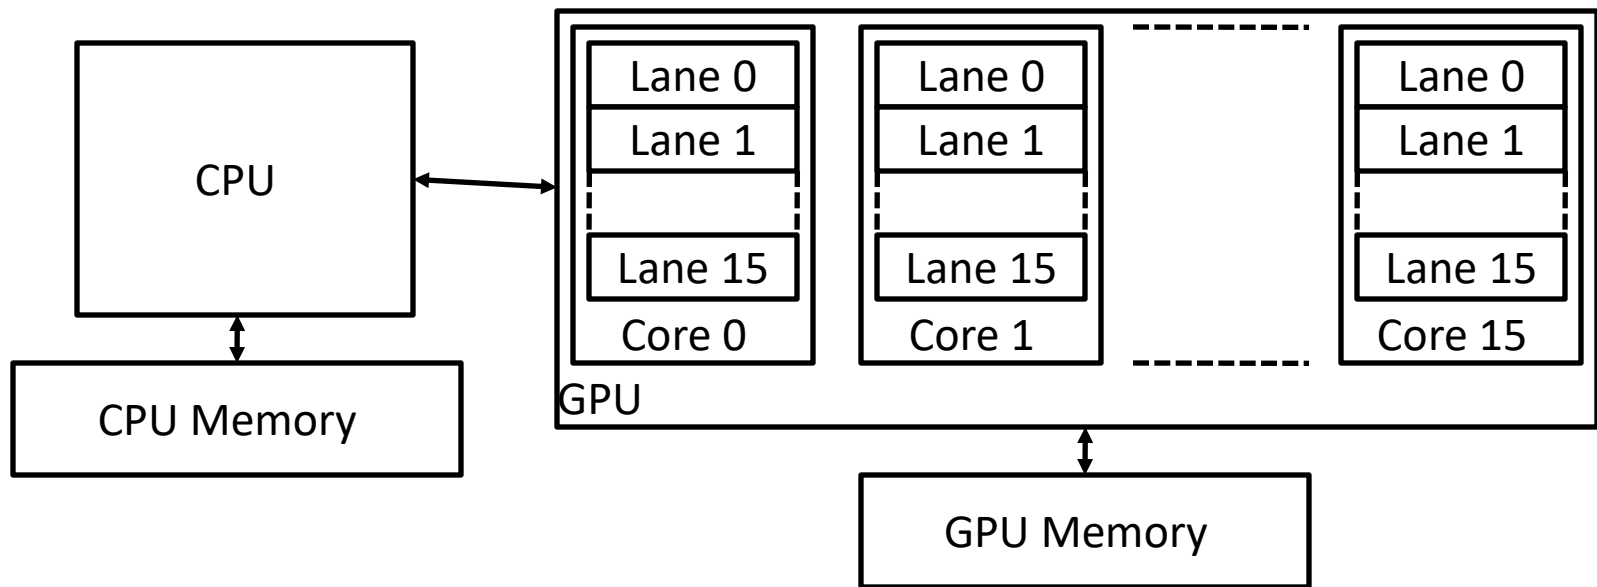 CPU
CPU Memory
Lane 0
Lane 1
Lane 15
Core 0
Lane 0
Lane 1
Lane 15
Core 1
Lane 0
Lane 1
Lane 15
Core 15
GPU
GPU Memory